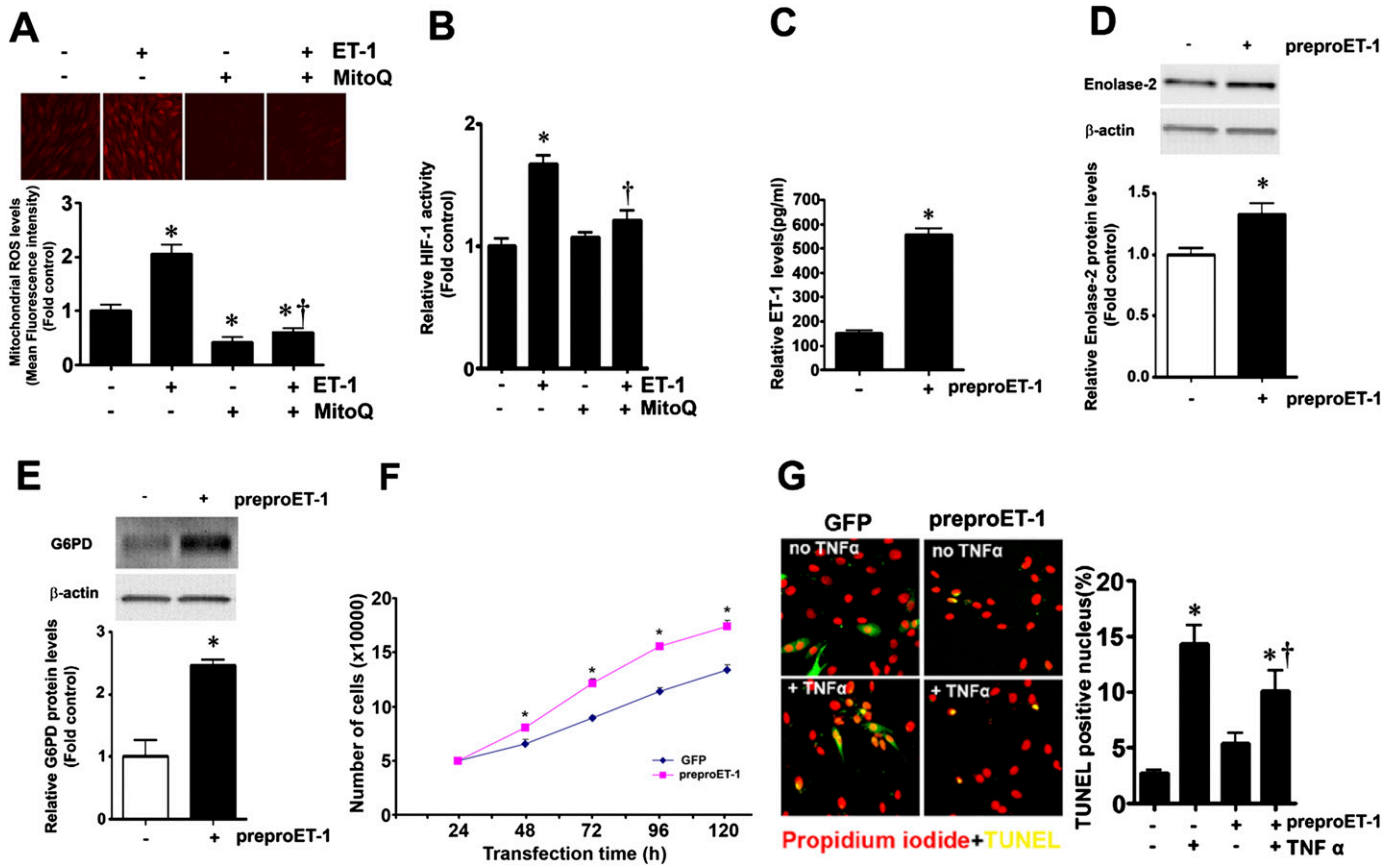 A
- + - + ET-1
- - + + MitoQ
Mitochondrial ROS levels
(Mean Fluorescence intensity)
(Fold control)
3
2
1
0
*
*
*†
- + - + ET-1
- - + + MitoQ
B
Relative HIF-1 activity
(Fold control)
2
1
0
*
†
- + - + ET-1
- - + + MitoQ
C
Relative ET-1 levels(pg/ml)
700
600
500
400
300
200
100
0
*
- + preproET-1
D
- + preproET-1
Enolase-2
β-actin
Relative Enolase-2 protein levels
(Fold control)
1.5
1.0
0.5
0.0
*
- + preproET-1
E
- + preproET-1
G6PD
β-actin
Relative G6PD protein levels
(Fold control)
3
2
1
0
*
- + preproET-1
F
Number of cells (x10000)
20
15
10
5
0
*
*
*
*
GFP
preproET-1
24 48 72 96 120
Transfection time (h)
G
GFP preproET-1
no TNFα no TNFα
+ TNFα + TNFα
Propidium iodide+TUNEL
TUNEL positive nucleus(%)
20
15
10
5
0
*
*†
- - + + preproET-1
- + - + TNF α